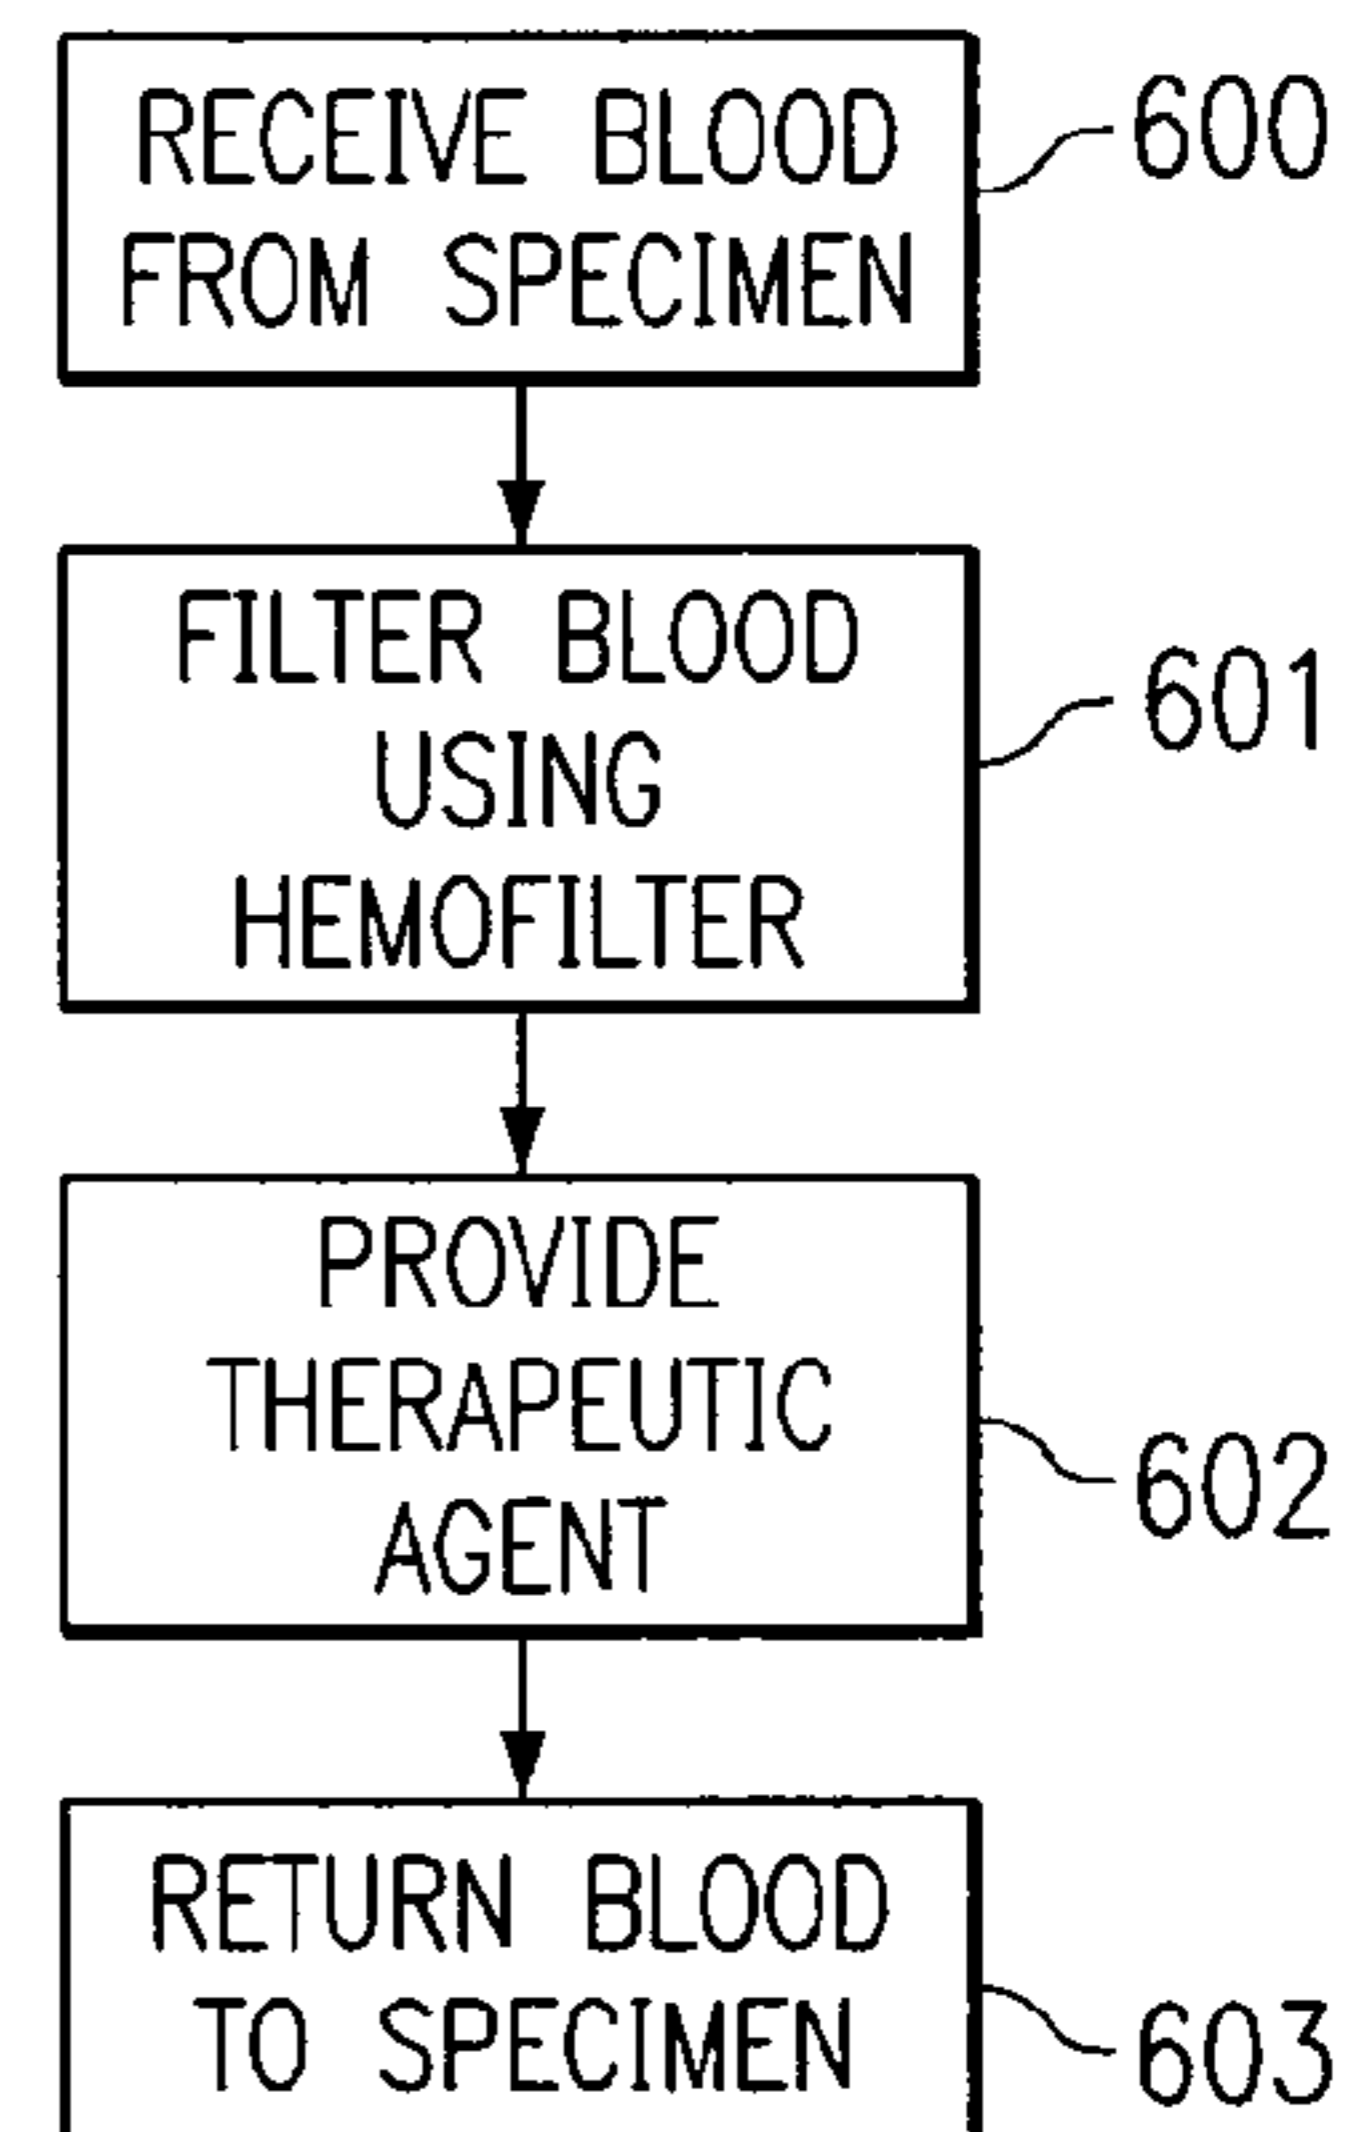 RECEIVE BLOOD
FROM SPECIMEN
600
FILTER BLOOD
USING
HEMOFILTER
601
PROVIDE
THERAPEUTIC
AGENT
602
RETURN BLOOD
TO SPECIMEN
603